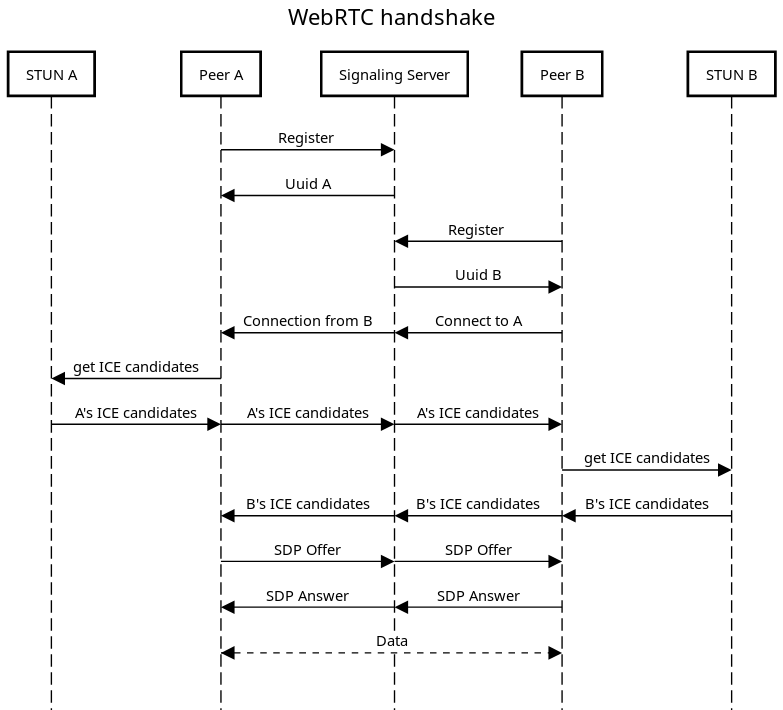 WebRTC handshake
STUN A
Peer A
Signaling Server
Peer B
STUN B
Register
Uuid A
Register
Uuid B
Connection from B
Connect to A
get ICE candidates
A's ICE candidates
A's ICE candidates
A's ICE candidates
get ICE candidates
B's ICE candidates
B's ICE candidates
B's ICE candidates
SDP Offer
SDP Offer
SDP Answer
SDP Answer
Data